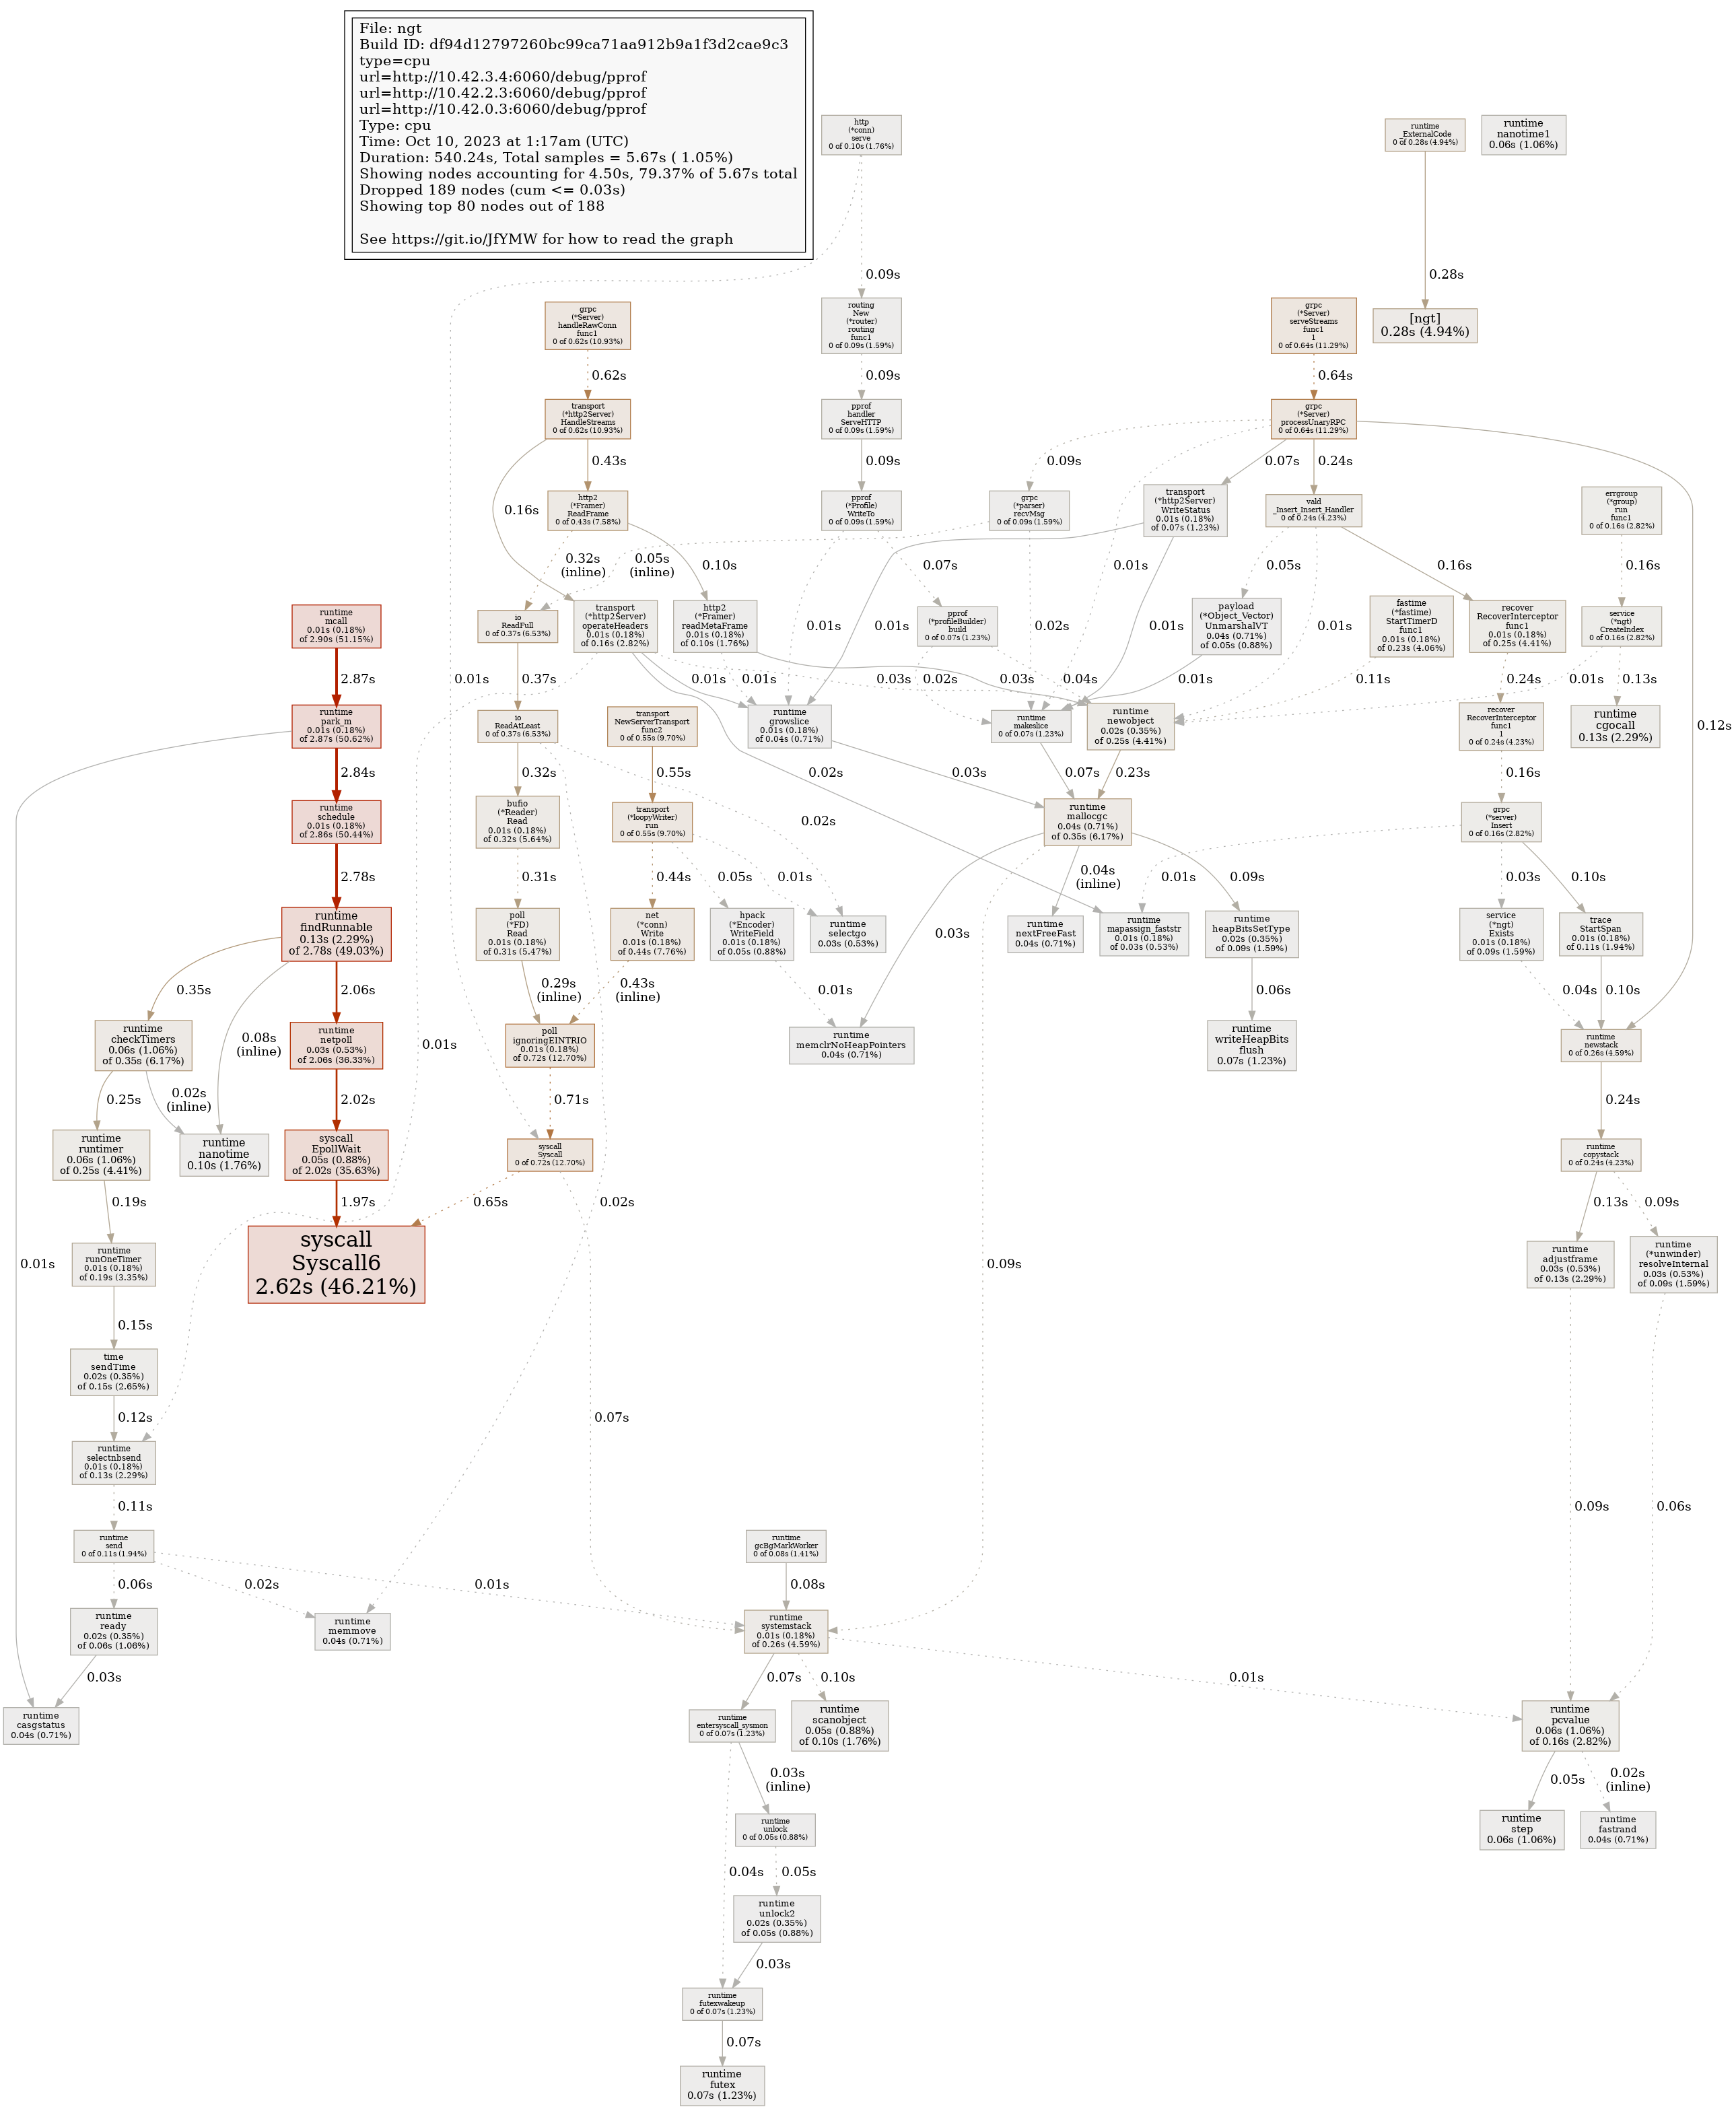 File: ngt
Build ID: df94d12797260bc99ca71aa912b9a1f3d2cae9c3
type=cpu
url=http://10.42.3.4:6060/debug/pprof
url=http://10.42.2.3:6060/debug/pprof
url=http://10.42.0.3:6060/debug/pprof
Type: cpu
Time: Oct 10, 2023 at 1:17am (UTC)
Duration: 540.24s, Total samples = 5.67s ( 1.05%)
Showing nodes accounting for 4.50s, 79.37% of 5.67s total
Dropped 189 nodes (cum <= 0.03s)
Showing top 80 nodes out of 188
See https://git.io/JfYMW for how to read the graph
http
(*conn)
serve
0 of 0.10s (1.76%)
runtime
_ExternalCode
0 of 0.28s (4.94%)
runtime
nanotime1
0.06s (1.06%)
0.09s
0.28s
grpc
(*Server)
handleRawConn
func1
0 of 0.62s (10.93%)
routing
New
(*router)
routing
func1
0 of 0.09s (1.59%)
grpc
(*Server)
serveStreams
func1
1
0 of 0.64s (11.29%)
[ngt]
0.28s (4.94%)
0.62s
0.09s
0.64s
transport
(*http2Server)
HandleStreams
0 of 0.62s (10.93%)
pprof
handler
ServeHTTP
0 of 0.09s (1.59%)
grpc
(*Server)
processUnaryRPC
0 of 0.64s (11.29%)
0.43s
0.09s
0.09s
0.07s
0.24s
http2
(*Framer)
ReadFrame
0 of 0.43s (7.58%)
0.16s
pprof
(*Profile)
WriteTo
0 of 0.09s (1.59%)
grpc
(*parser)
recvMsg
0 of 0.09s (1.59%)
transport
(*http2Server)
WriteStatus
0.01s (0.18%)
of 0.07s (1.23%)
vald
_Insert_Insert_Handler
0 of 0.24s (4.23%)
errgroup
(*group)
run
func1
0 of 0.16s (2.82%)
0.32s
(inline)
0.05s
(inline)
0.10s
0.07s
0.01s
0.05s
0.16s
0.16s
runtime
mcall
0.01s (0.18%)
of 2.90s (51.15%)
io
ReadFull
0 of 0.37s (6.53%)
transport
(*http2Server)
operateHeaders
0.01s (0.18%)
of 0.16s (2.82%)
http2
(*Framer)
readMetaFrame
0.01s (0.18%)
of 0.10s (1.76%)
0.01s
0.01s
pprof
(*profileBuilder)
build
0 of 0.07s (1.23%)
0.02s
0.01s
payload
(*Object_Vector)
UnmarshalVT
0.04s (0.71%)
of 0.05s (0.88%)
0.01s
fastime
(*fastime)
StartTimerD
func1
0.01s (0.18%)
of 0.23s (4.06%)
recover
RecoverInterceptor
func1
0.01s (0.18%)
of 0.25s (4.41%)
service
(*ngt)
CreateIndex
0 of 0.16s (2.82%)
2.87s
0.01s
0.37s
0.01s
0.01s
0.03s
0.02s
0.03s
0.04s
0.01s
0.11s
0.24s
0.01s
0.13s
runtime
park_m
0.01s (0.18%)
of 2.87s (50.62%)
io
ReadAtLeast
0 of 0.37s (6.53%)
transport
NewServerTransport
func2
0 of 0.55s (9.70%)
runtime
growslice
0.01s (0.18%)
of 0.04s (0.71%)
runtime
makeslice
0 of 0.07s (1.23%)
runtime
newobject
0.02s (0.35%)
of 0.25s (4.41%)
recover
RecoverInterceptor
func1
1
0 of 0.24s (4.23%)
runtime
cgocall
0.13s (2.29%)
0.12s
2.84s
0.32s
0.55s
0.02s
0.03s
0.07s
0.23s
0.16s
runtime
schedule
0.01s (0.18%)
of 2.86s (50.44%)
bufio
(*Reader)
Read
0.01s (0.18%)
of 0.32s (5.64%)
transport
(*loopyWriter)
run
0 of 0.55s (9.70%)
0.02s
runtime
mallocgc
0.04s (0.71%)
of 0.35s (6.17%)
grpc
(*server)
Insert
0 of 0.16s (2.82%)
2.78s
0.31s
0.44s
0.05s
0.01s
0.04s
(inline)
0.09s
0.01s
0.03s
0.10s
runtime
findRunnable
0.13s (2.29%)
of 2.78s (49.03%)
poll
(*FD)
Read
0.01s (0.18%)
of 0.31s (5.47%)
net
(*conn)
Write
0.01s (0.18%)
of 0.44s (7.76%)
hpack
(*Encoder)
WriteField
0.01s (0.18%)
of 0.05s (0.88%)
runtime
selectgo
0.03s (0.53%)
0.03s
runtime
nextFreeFast
0.04s (0.71%)
runtime
mapassign_faststr
0.01s (0.18%)
of 0.03s (0.53%)
runtime
heapBitsSetType
0.02s (0.35%)
of 0.09s (1.59%)
service
(*ngt)
Exists
0.01s (0.18%)
of 0.09s (1.59%)
trace
StartSpan
0.01s (0.18%)
of 0.11s (1.94%)
0.35s
2.06s
0.29s
(inline)
0.43s
(inline)
0.01s
0.06s
0.04s
0.10s
runtime
checkTimers
0.06s (1.06%)
of 0.35s (6.17%)
0.08s
(inline)
runtime
netpoll
0.03s (0.53%)
of 2.06s (36.33%)
0.01s
poll
ignoringEINTRIO
0.01s (0.18%)
of 0.72s (12.70%)
runtime
memclrNoHeapPointers
0.04s (0.71%)
runtime
writeHeapBits
flush
0.07s (1.23%)
runtime
newstack
0 of 0.26s (4.59%)
0.25s
0.02s
(inline)
2.02s
0.71s
0.24s
runtime
runtimer
0.06s (1.06%)
of 0.25s (4.41%)
runtime
nanotime
0.10s (1.76%)
syscall
EpollWait
0.05s (0.88%)
of 2.02s (35.63%)
syscall
Syscall
0 of 0.72s (12.70%)
runtime
copystack
0 of 0.24s (4.23%)
0.19s
1.97s
0.65s
0.02s
0.13s
0.09s
runtime
runOneTimer
0.01s (0.18%)
of 0.19s (3.35%)
syscall
Syscall6
2.62s (46.21%)
0.01s
0.09s
runtime
adjustframe
0.03s (0.53%)
of 0.13s (2.29%)
runtime
(*unwinder)
resolveInternal
0.03s (0.53%)
of 0.09s (1.59%)
0.15s
time
sendTime
0.02s (0.35%)
of 0.15s (2.65%)
0.12s
0.07s
runtime
selectnbsend
0.01s (0.18%)
of 0.13s (2.29%)
0.11s
0.09s
0.06s
runtime
send
0 of 0.11s (1.94%)
runtime
gcBgMarkWorker
0 of 0.08s (1.41%)
0.06s
0.02s
0.01s
0.08s
runtime
ready
0.02s (0.35%)
of 0.06s (1.06%)
runtime
memmove
0.04s (0.71%)
runtime
systemstack
0.01s (0.18%)
of 0.26s (4.59%)
0.03s
0.07s
0.10s
0.01s
runtime
casgstatus
0.04s (0.71%)
runtime
entersyscall_sysmon
0 of 0.07s (1.23%)
runtime
scanobject
0.05s (0.88%)
of 0.10s (1.76%)
runtime
pcvalue
0.06s (1.06%)
of 0.16s (2.82%)
0.03s
(inline)
0.05s
0.02s
(inline)
runtime
unlock
0 of 0.05s (0.88%)
runtime
step
0.06s (1.06%)
runtime
fastrand
0.04s (0.71%)
0.04s
0.05s
runtime
unlock2
0.02s (0.35%)
of 0.05s (0.88%)
0.03s
runtime
futexwakeup
0 of 0.07s (1.23%)
0.07s
runtime
futex
0.07s (1.23%)